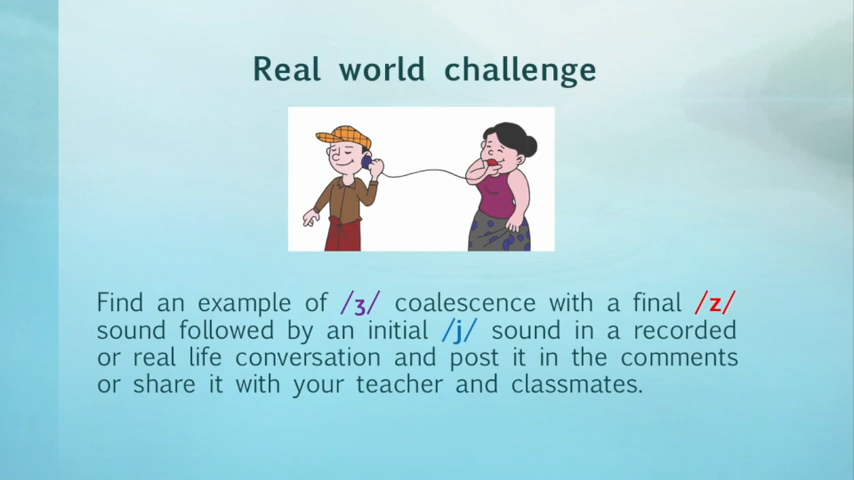 Real world challenge
Find an example of /ʒ/ coalescence with a final /z/
sound followed by an initial /j/ sound in a recorded
or real life conversation and post it in the comments
or share it with your teacher and classmates.